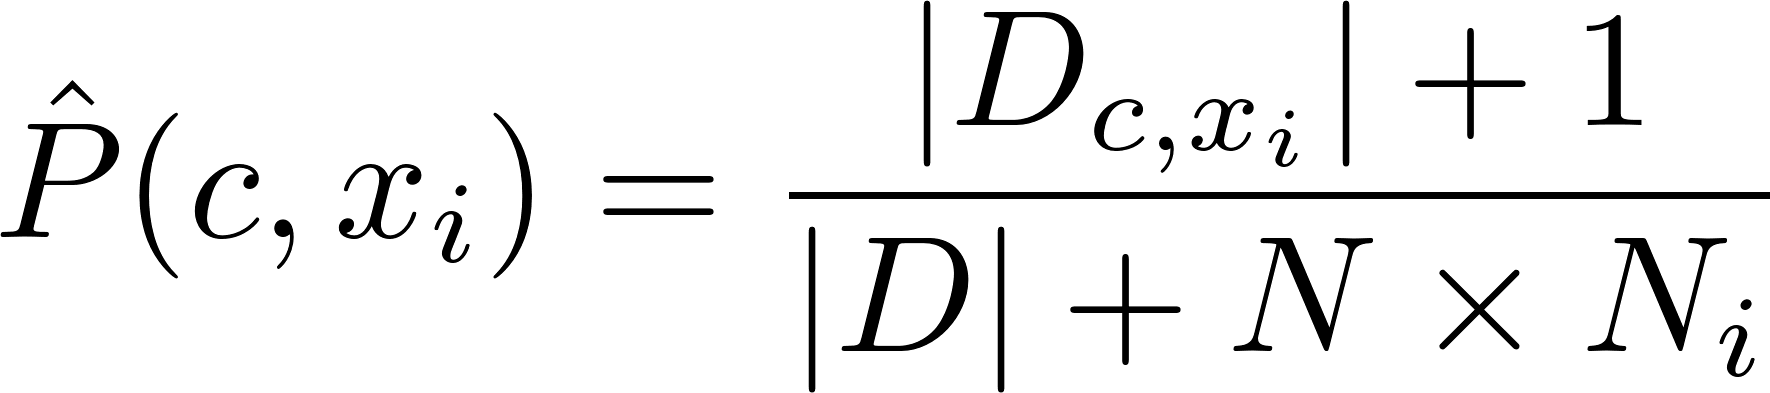 $$\hat{P}(c, x_i) = \frac{|D_{c,x_i}| + 1}{|D| + N \times N_i}$$